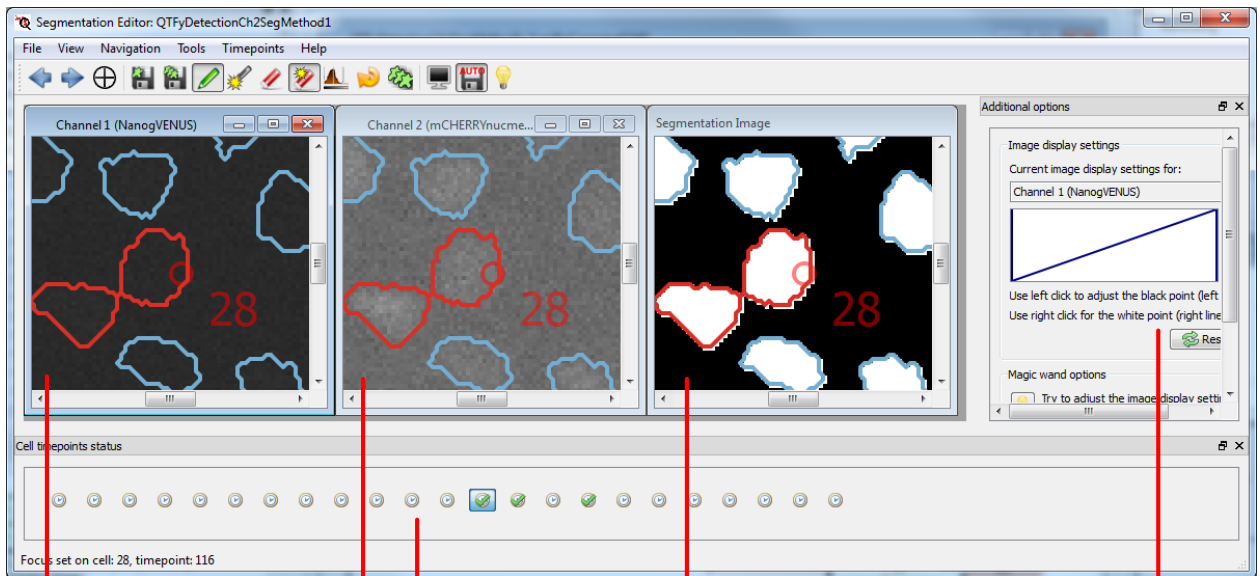 Segmentation Editor: QTFyDetectionCh2SegMethod1
File View Navigation Tools Timepoints Help
AUTO
Channel 1 (NanogVENUS)
Channel 2 (mCHERRYnucme...
Segmentation Image
28
28
28
Additional options
Image display settings
Current image display settings for:
Channel 1 (NanogVENUS)
Use left click to adjust the black point (left
Use right click for the white point (right line
Res
Magic wand options
Try to adjust the image display settin
Cell timepoints status
Focus set on cell: 28, timepoint: 116